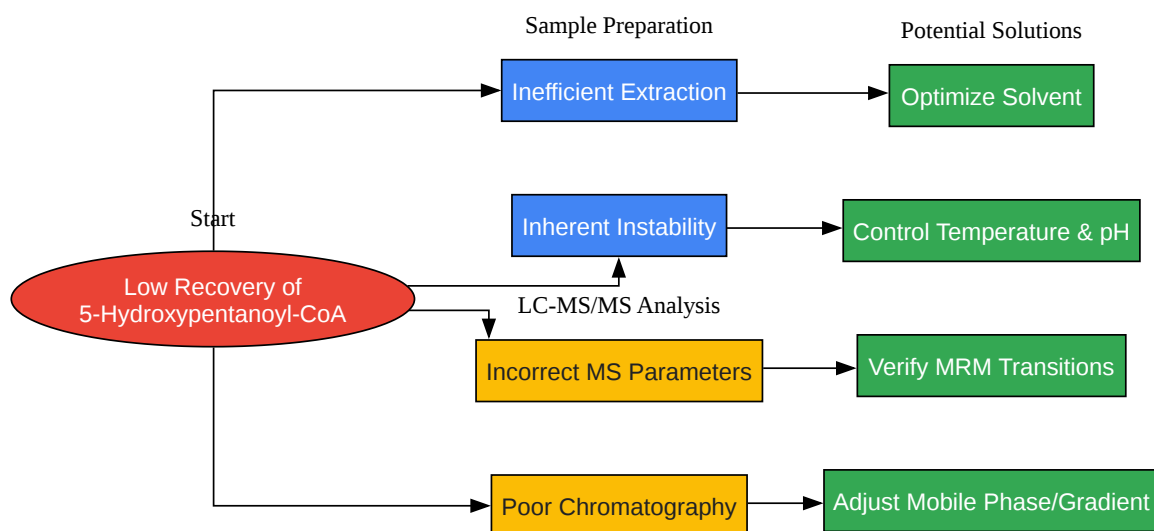 Sample Preparation
Potential Solutions
Inefficient Extraction
Optimize Solvent
Start
Inherent Instability
Control Temperature & pH
Low Recovery of
5-Hydroxypentanoyl-CoA
LC-MS/MS Analysis
Incorrect MS Parameters
Verify MRM Transitions
Poor Chromatography
Adjust Mobile Phase/Gradient